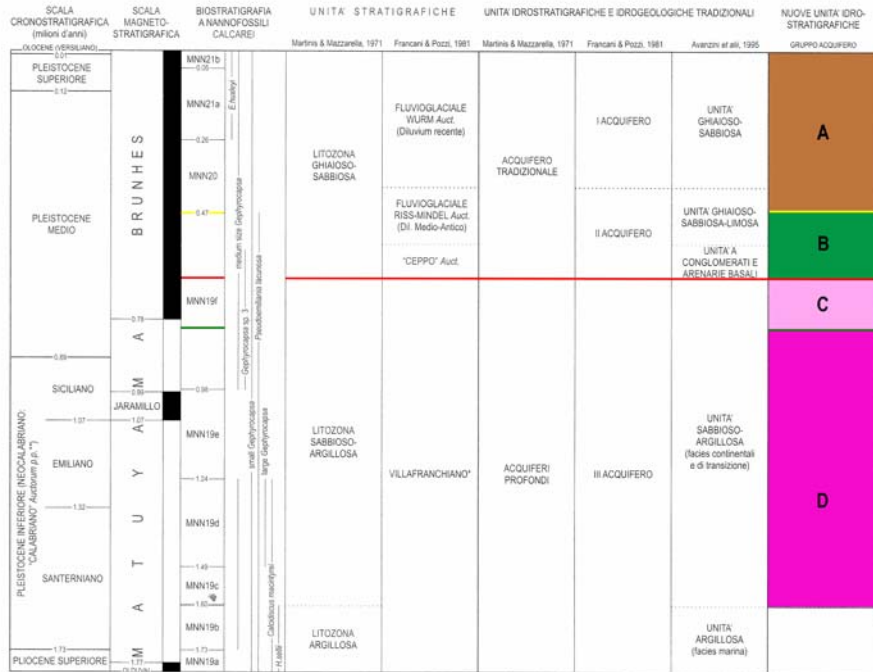 SCALA
CRONOSTRATIGRAFICA
(milioni d'anni)
OLOCENE (VERSILIANO)
0.01
PLEISTOCENE
SUPERIORE
0.12
PLEISTOCENE
MEDIO
0.89
SICILIANO
1.07
EMILIANO
1.32
SANTERNIANO
1.73
PLIOCENE SUPERIORE
PLEISTOCENE INFERIORE (NEOCALABRIANO:
"CALABRIANO" Auctorum p.p.**)
SCALA
MAGNETO-
STRATIGRAFICA
BRUNHES
0.78
MATUYAMA
0.99
JARAMILLO
1.07
1.77
BIOSTRATIGRAFIA
A NANNOFOSSILI
CALCAREI
MNN21b
MNN21a
0.26
MNN20
0.47
MNN19f
MNN19e
1.24
MNN19d
1.49
MNN19c
1.60
MNN19b
1.73
MNN19a
E.huxleyi
medium size Gephyrocapsa
Gephyrocapsa sp. 3
Pseudoemiliania lacunosa
small Gephyrocapsa
large Gephyrocapsa
Calcidiscus macintyrei
UNITA' STRATIGRAFICHE
Martinis & Mazzarella, 1971
LITOZONA
GHIAIOSO-
SABBIOSA
LITOZONA
SABBIOSO-
ARGILLOSA
LITOZONA
ARGILLOSA
Francani & Pozzi, 1981
FLUVIOGLACIALE
WURM Auct.
(Diluvium recente)
FLUVIOGLACIALE
RISS-MINDEL Auct.
(Dil. Medio-Antico)
"CEPPO" Auct.
VILLAFRANCHIANO*
UNITA' IDROSTRATIGRAFICHE E IDROGEOLOGICHE TRADIZIONALI
Martinis & Mazzarella, 1971
ACQUIFERO
TRADIZIONALE
ACQUIFERI
PROFONDI
Francani & Pozzi, 1981
I ACQUIFERO
II ACQUIFERO
III ACQUIFERO
Avanzini et alii, 1995
UNITA'
GHIAIOSO-
SABBIOSA
UNITA' GHIAIOSO-
SABBIOSA-LIMOSA
UNITA' A
CONGLOMERATI E
ARENARIE BASALI
UNITA'
SABBIOSO-
ARGILLOSA
(facies continentali
e di transizione)
UNITA'
ARGILLOSA
(facies marina)
NUOVE UNITA' IDRO-
STRATIGRAFICHE
GRUPPO ACQUIFERO
A
B
C
D